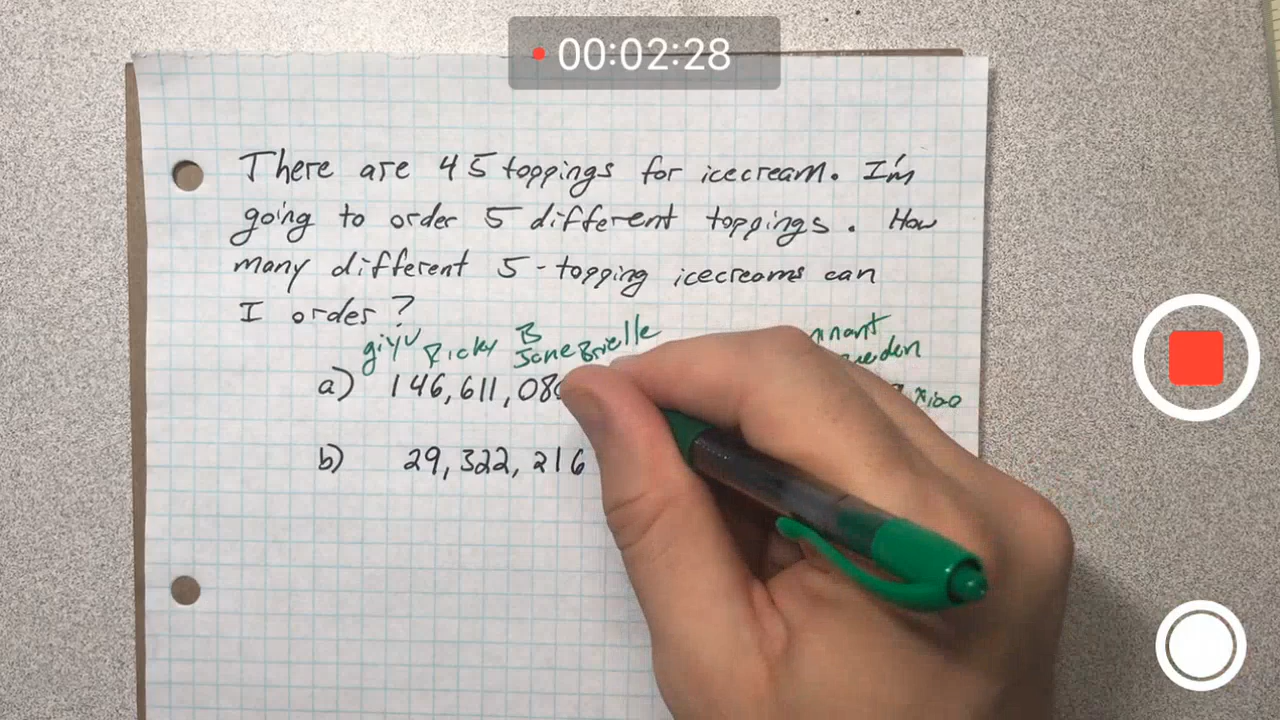 00:02:28
There are 45 toppings for icecream. I'm
going to order 5 different toppings. How
many different 5-topping icecreams can
I order?
giyu Ricky B
Jane Brielle
a) 146,611,08
b) 29,322,216